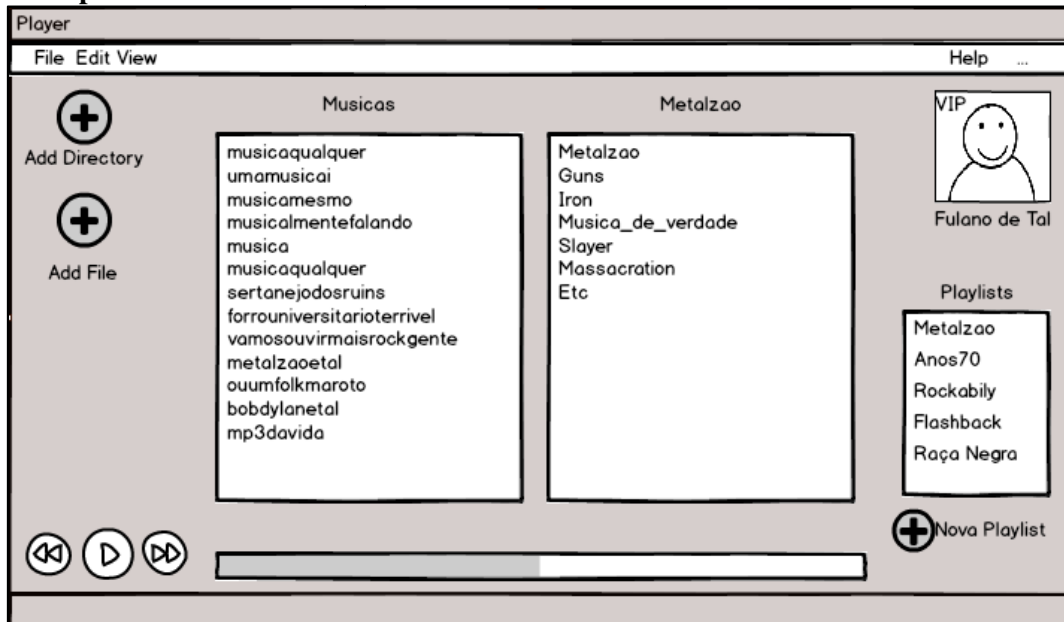 Player
File Edit View Help ...
Add Directory
Add File
Musicas
musicaqualquer
umamusicai
musicamesmo
musicalmentefalando
musica
musicaqualquer
sertanejodosruins
forrouniversitarioterrivel
vamosouvirmaisrockgente
metalzaoetal
ouumfolkmaroto
bobdylanetal
mp3davida
Metalzao
Metalzao
Guns
Iron
Musica_de_verdade
Slayer
Massacration
Etc
VIP
Fulano de Tal
Playlists
Metalzao
Anos70
Rockabily
Flashback
Raça Negra
Nova Playlist